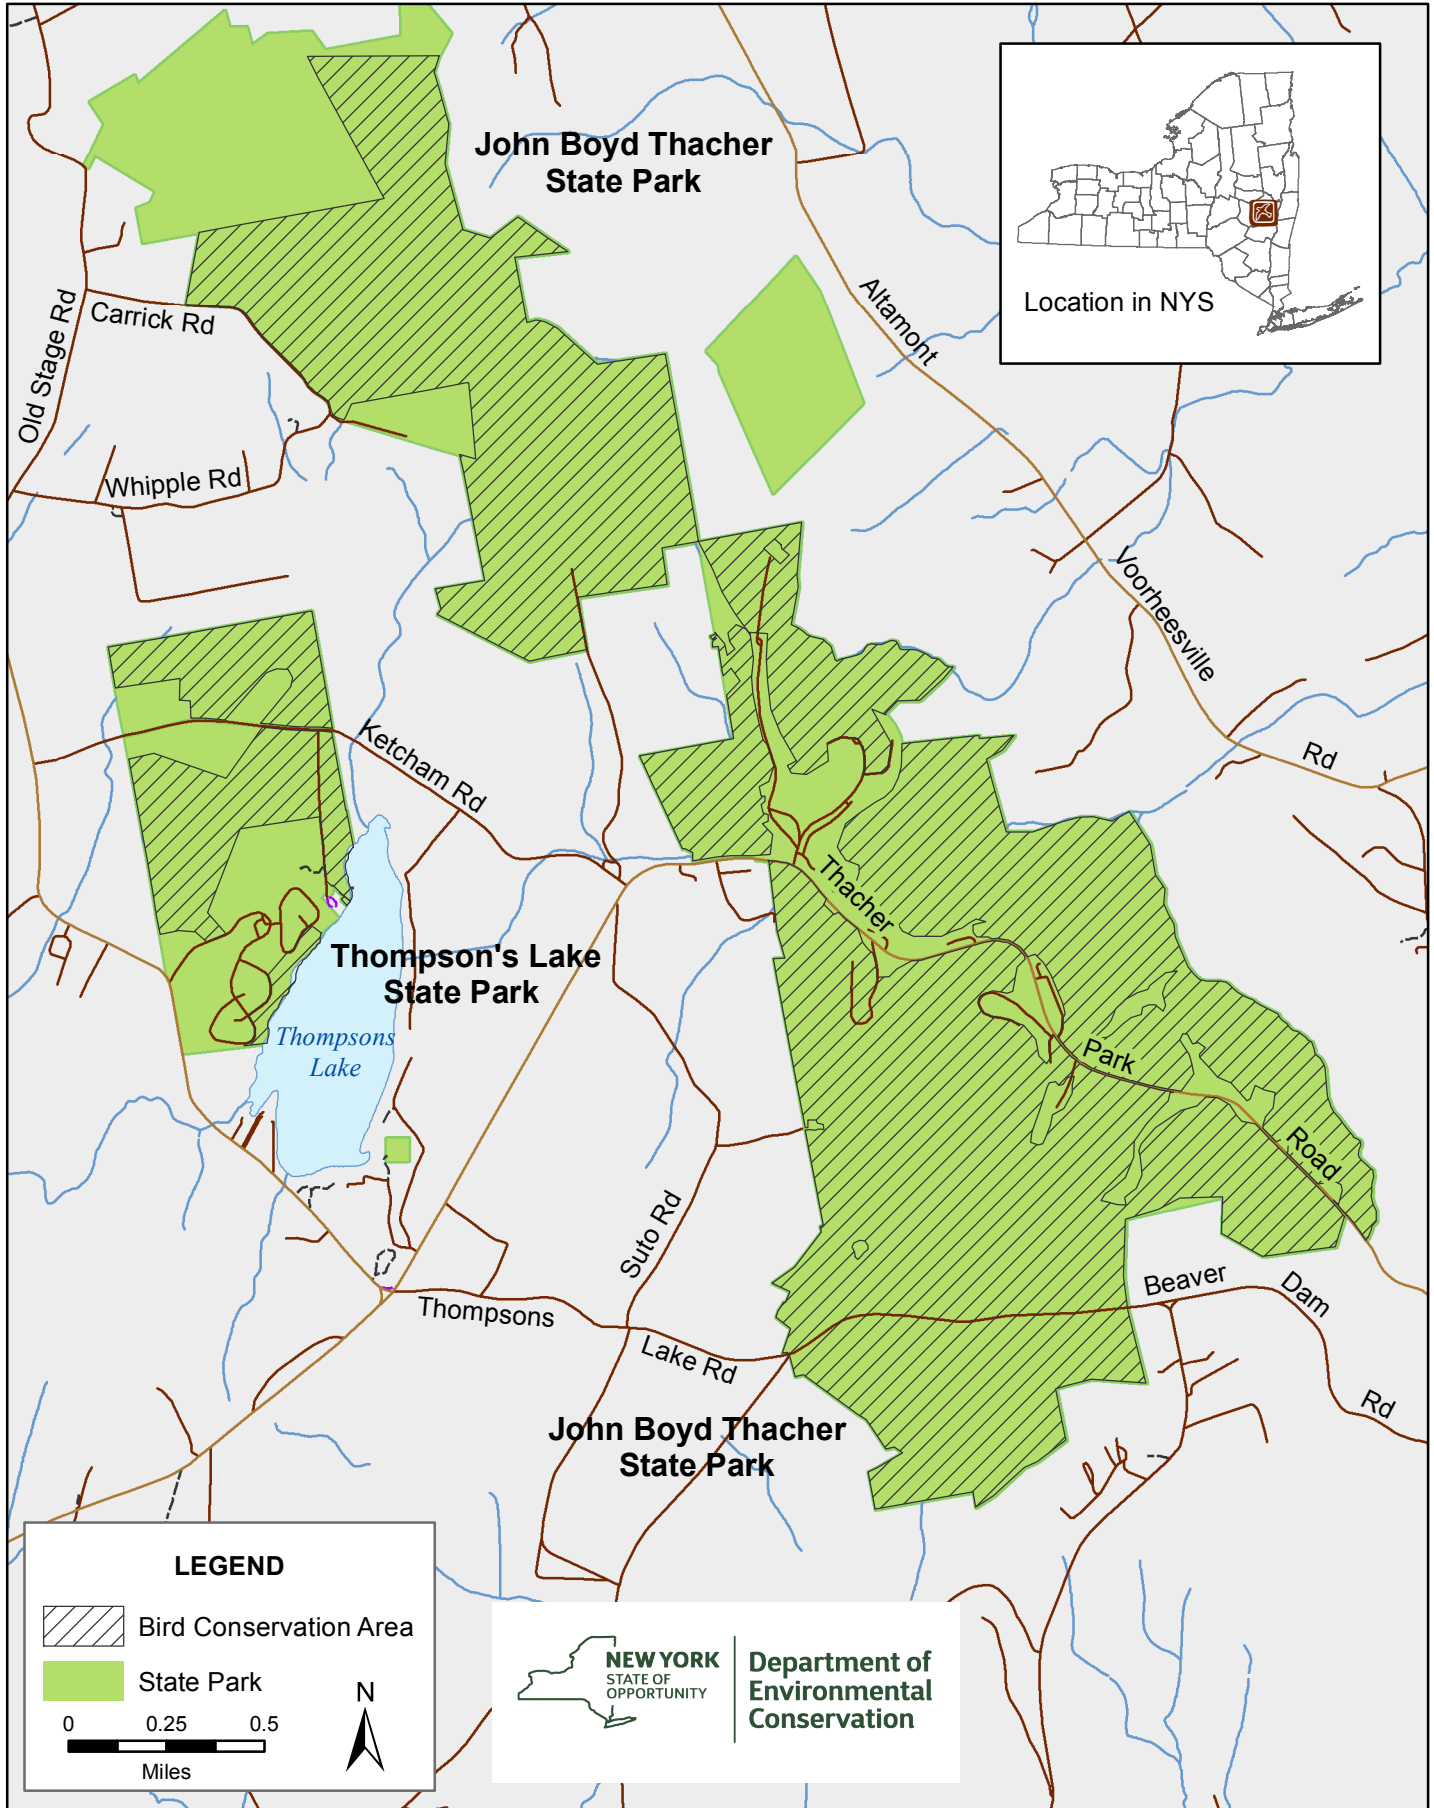 John Boyd Thacher
State Park
Location in NYS
Altamont
Carrick Rd
Old Stage Rd
Whipple Rd
Voorheesville
Rd
Ketcham Rd
Thacher
Thompson's Lake
State Park
Thompsons
Lake
Park
Road
Suto Rd
Beaver
Dam
Rd
Thompsons
Lake Rd
John Boyd Thacher
State Park
LEGEND
Bird Conservation Area
State Park
0 0.25 0.5
Miles
N
NEW YORK
STATE OF
OPPORTUNITY
Department of
Environmental
Conservation